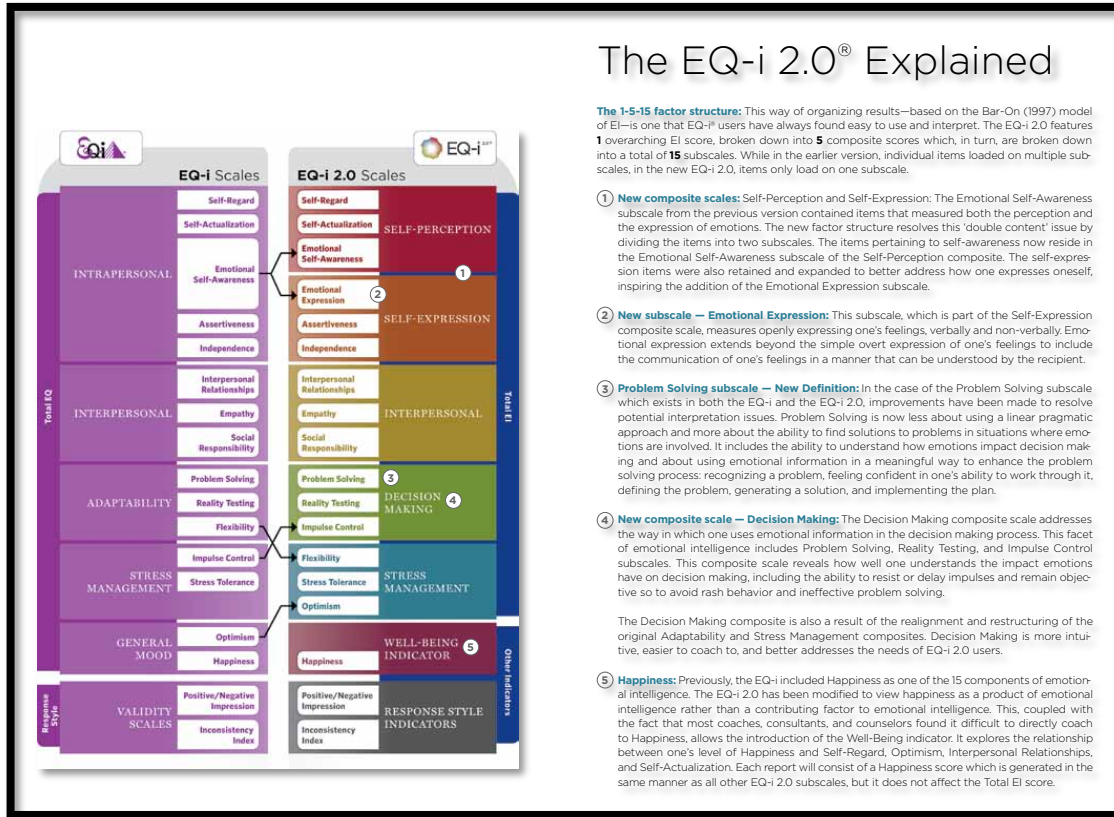 The EQ-i 2.0® Explained
The 1-5-15 factor structure: This way of organizing results—based on the Bar-On (1997) model
of EI—is one that EQ-i® users have always found easy to use and interpret. The EQ-i 2.0 features
1 overarching EI score, broken down into 5 composite scores which, in turn, are broken down
into a total of 15 subscales. While in the earlier version, individual items loaded on multiple sub-
scales, in the new EQ-i 2.0, items only load on one subscale.
1 New composite scales: Self-Perception and Self-Expression: The Emotional Self-Awareness
subscale from the previous version contained items that measured both the perception and
the expression of emotions. The new factor structure resolves this 'double content' issue by
dividing the items into two subscales. The items pertaining to self-awareness now reside in
the Emotional Self-Awareness subscale of the Self-Perception composite. The self-expres-
sion items were also retained and expanded to better address how one expresses oneself,
inspiring the addition of the Emotional Expression subscale.
2 New subscale — Emotional Expression: This subscale, which is part of the Self-Expression
composite scale, measures openly expressing one's feelings, verbally and non-verbally. Emo-
tional expression extends beyond the simple overt expression of one's feelings to include
the communication of one's feelings in a manner that can be understood by the recipient.
3 Problem Solving subscale — New Definition: In the case of the Problem Solving subscale
which exists in both the EQ-i and the EQ-i 2.0, improvements have been made to resolve
potential interpretation issues. Problem Solving is now less about using a linear pragmatic
approach and more about the ability to find solutions to problems in situations where emo-
tions are involved. It includes the ability to understand how emotions impact decision mak-
ing and about using emotional information in a meaningful way to enhance the problem
solving process: recognizing a problem, feeling confident in one's ability to work through it,
defining the problem, generating a solution, and implementing the plan.
4 New composite scale — Decision Making: The Decision Making composite scale addresses
the way in which one uses emotional information in the decision making process. This facet
of emotional intelligence includes Problem Solving, Reality Testing, and Impulse Control
subscales. This composite scale reveals how well one understands the impact emotions
have on decision making, including the ability to resist or delay impulses and remain objec-
tive so to avoid rash behavior and ineffective problem solving.
The Decision Making composite is also a result of the realignment and restructuring of the
original Adaptability and Stress Management composites. Decision Making is more intui-
tive, easier to coach to, and better addresses the needs of EQ-i 2.0 users.
5 Happiness: Previously, the EQ-i included Happiness as one of the 15 components of emotion-
al intelligence. The EQ-i 2.0 has been modified to view happiness as a product of emotional
intelligence rather than a contributing factor to emotional intelligence. This, coupled with
the fact that most coaches, consultants, and counselors found it difficult to directly coach
to Happiness, allows the introduction of the Well-Being indicator. It explores the relationship
between one's level of Happiness and Self-Regard, Optimism, Interpersonal Relationships,
and Self-Actualization. Each report will consist of a Happiness score which is generated in the
same manner as all other EQ-i 2.0 subscales, but it does not affect the Total EI score.
EQi
EQ-i 2.0
EQ-i Scales
EQ-i 2.0 Scales
Total EQ
Response
Style
INTRAPERSONAL
Self-Regard
Self-Actualization
Emotional
Self-Awareness
Assertiveness
Independence
INTERPERSONAL
Interpersonal
Relationships
Empathy
Social
Responsibility
ADAPTABILITY
Problem Solving
Reality Testing
Flexibility
STRESS
MANAGEMENT
Impulse Control
Stress Tolerance
GENERAL
MOOD
Optimism
Happiness
VALIDITY
SCALES
Positive/Negative
Impression
Inconsistency
Index
Self-Regard
Self-Actualization
Emotional
Self-Awareness
SELF-PERCEPTION
1
Emotional
Expression
2
Assertiveness
Independence
SELF-EXPRESSION
Interpersonal
Relationships
Empathy
Social
Responsibility
INTERPERSONAL
Problem Solving
3
Reality Testing
Impulse Control
DECISION
MAKING
4
Flexibility
Stress Tolerance
Optimism
STRESS
MANAGEMENT
Happiness
WELL-BEING
INDICATOR
5
Positive/Negative
Impression
Inconsistency
Index
RESPONSE STYLE
INDICATORS
Total EI
Other Indicators